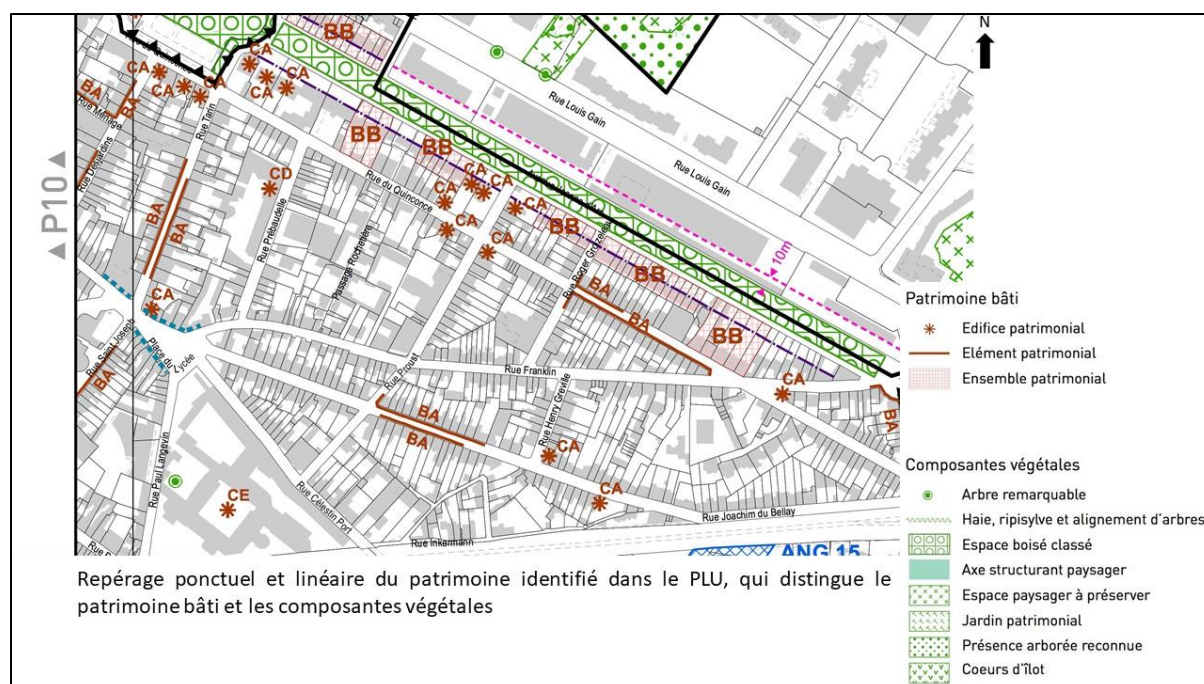 N
BB
CA
CA
CA
CA
CA
CA
CA
BA
BA
Rue Ménage
Rue Desjardins
Rue Tarin
Rue Louis Gain
Rue Louis Gain
BB
BB
▲P10▲
CD
BA
BA
Rue Prébaudelle
Rue du Quinconce
Passage Rochetière
CA
CA
CA
CA
CA
CA
BB
BB
BB
10m
Rue Roger Groizeleau
BA
BA
CA
Rue Saint Joseph
Place du Lycée
BA
Rue Proust
Rue Franklin
Rue Henry Gréville
CA
BA
BA
BA
CA
CA
Rue Paul Langevin
CE
Rue Célestin Port
Rue Joachim du Bellay
Rue Inkermann
ANG 15
Patrimoine bâti
Edifice patrimonial
Elément patrimonial
Ensemble patrimonial
Composantes végétales
Arbre remarquable
Haie, ripisylve et alignement d'arbres
Espace boisé classé
Axe structurant paysager
Espace paysager à préserver
Jardin patrimonial
Présence arborée reconnue
Coeurs d'îlot
Repérage ponctuel et linéaire du patrimoine identifié dans le PLU, qui distingue le
patrimoine bâti et les composantes végétales